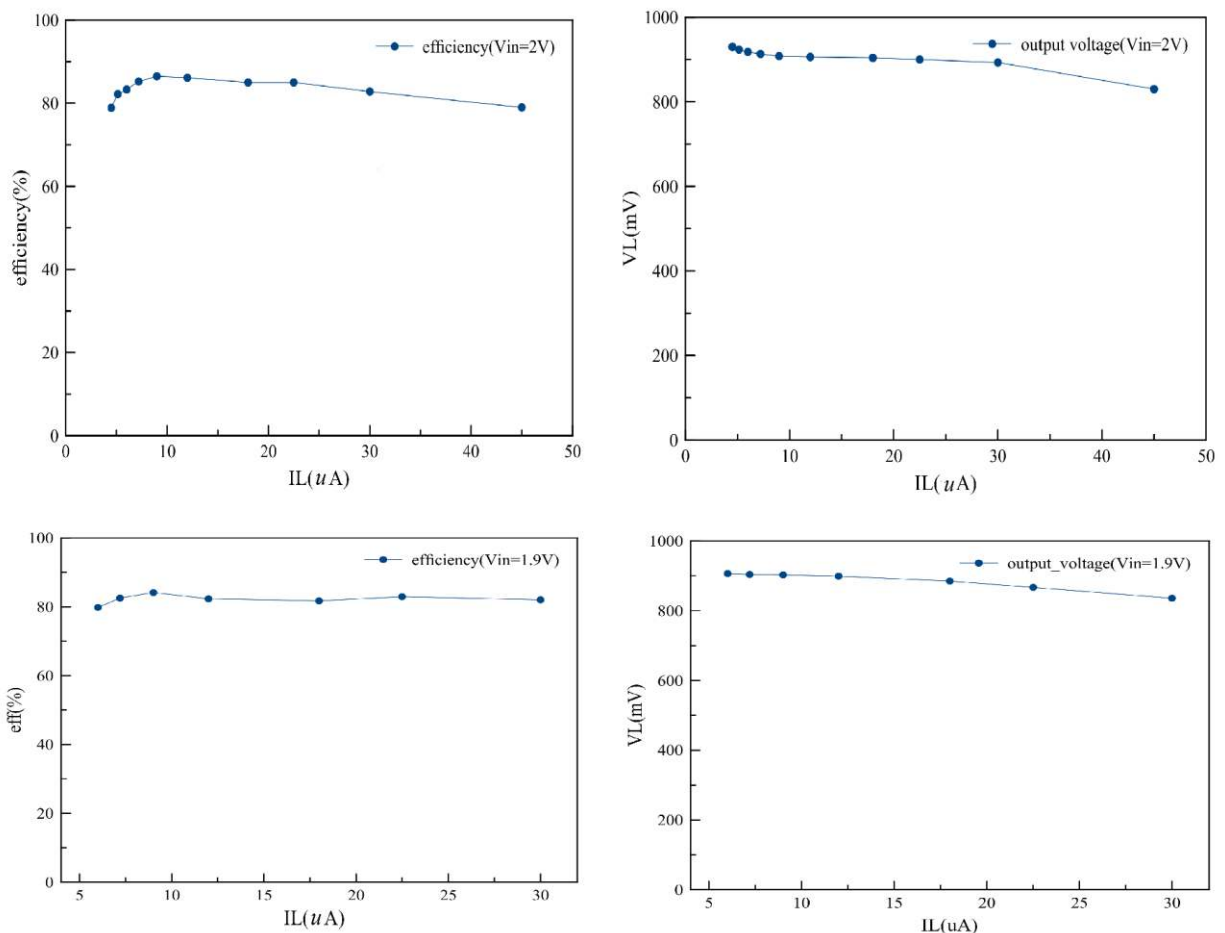 100
80
60
40
20
0
efficiency(%)
efficiency(Vin=2V)
0 10 20 30 40 50
IL(uA)
1000
800
600
400
200
0
VL(mV)
output voltage(Vin=2V)
0 10 20 30 40 50
IL(uA)
100
80
60
40
20
0
eff(%)
efficiency(Vin=1.9V)
5 10 15 20 25 30
IL(uA)
1000
800
600
400
200
0
VL(mV)
output_voltage(Vin=1.9V)
5 10 15 20 25 30
IL(uA)